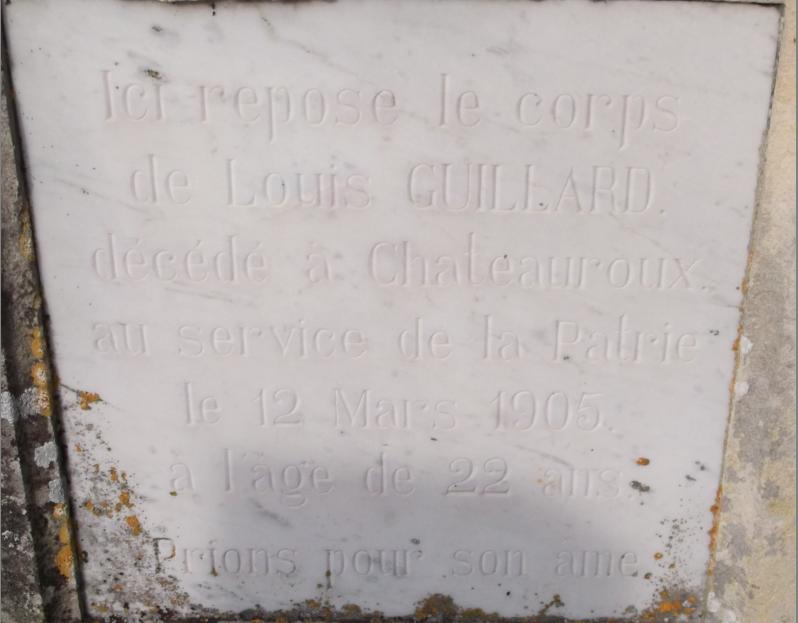 Ici repose le corps
de Louis GUILLARD.
décédé à Chateauroux.
au service de la Patrie
le 12 Mars 1905.
à l'âge de 22 ans.
Prions pour son âme